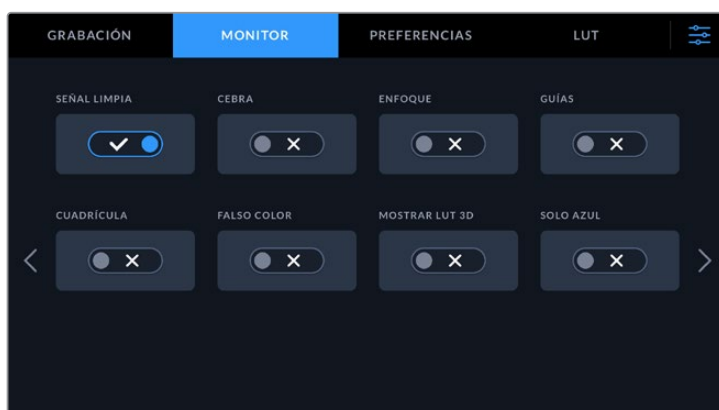 GRABACIÓN MONITOR PREFERENCIAS LUT
SEÑAL LIMPIA CEBRA ENFOQUE GUÍAS
CUADRÍCULA FALSO COLOR MOSTRAR LUT 3D SOLO AZUL